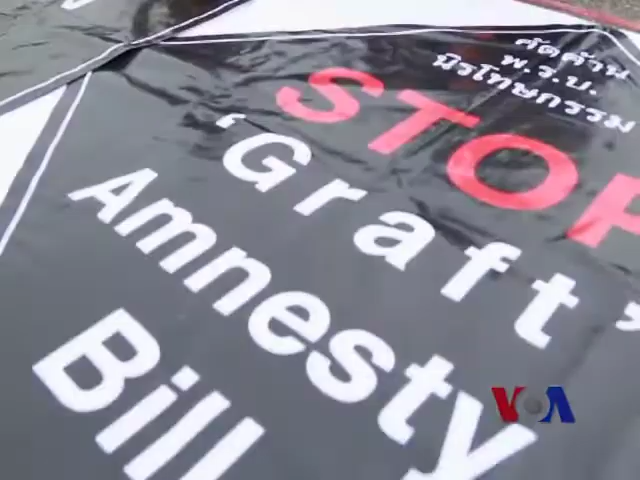 คัดค้าน
พ.ร.บ.
นิรโทษกรรม
STOP
'Graft'
Amnesty
Bill
VOA